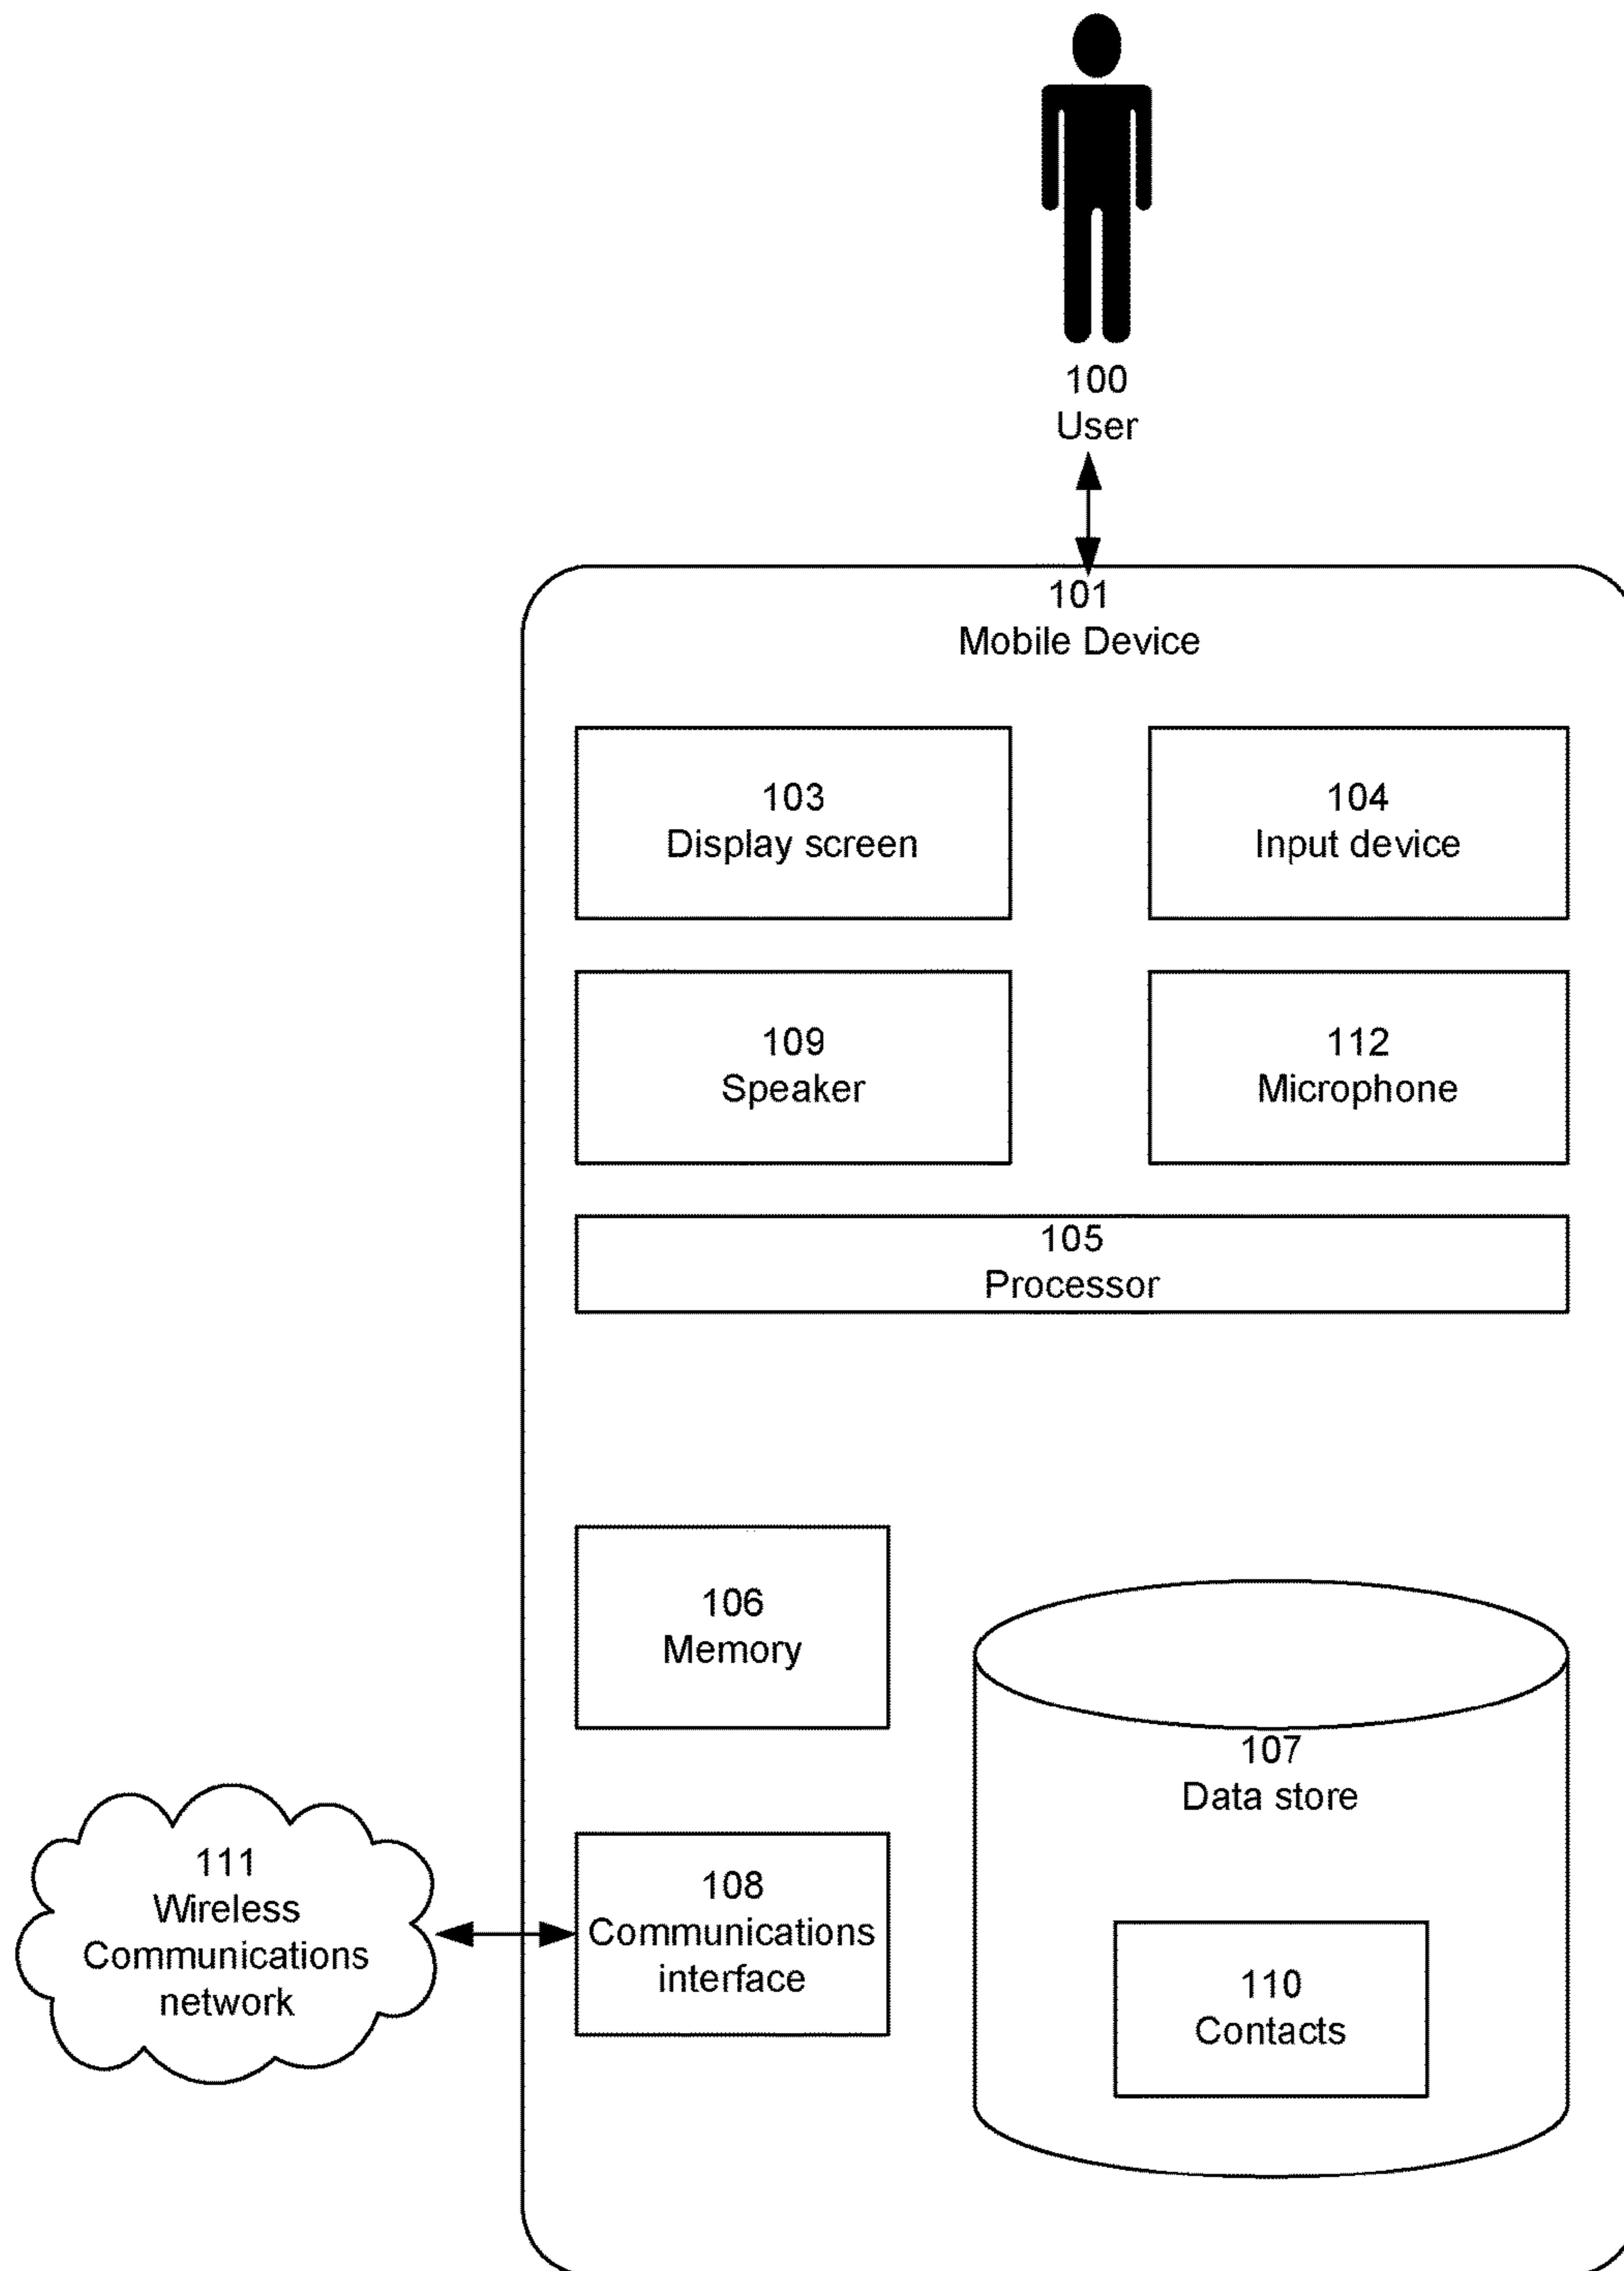 100
User
101
Mobile Device
103
Display screen
104
Input device
109
Speaker
112
Microphone
105
Processor
106
Memory
107
Data store
111
Wireless
Communications
network
108
Communications
interface
110
Contacts